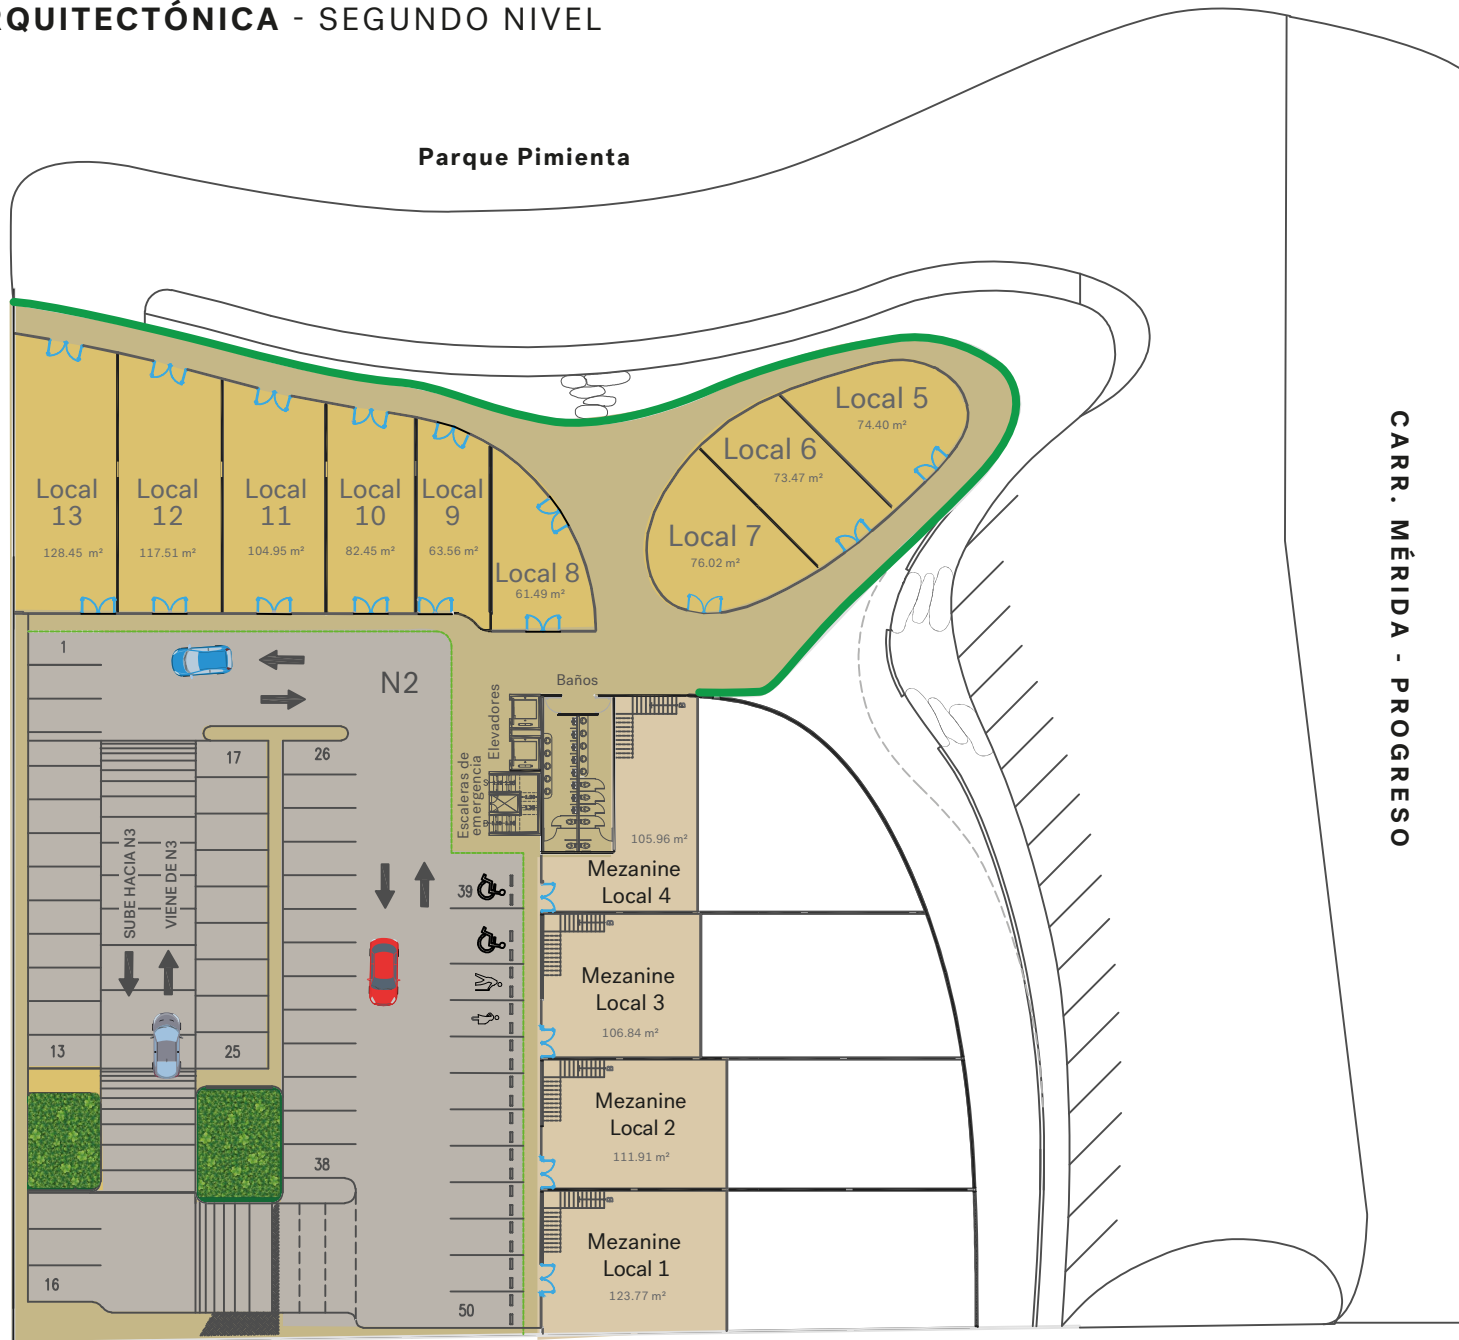 RQUITECTÓNICA - SEGUNDO NIVEL
Parque Pimienta
CARR. MÉRIDA - PROGRESO
Local 5
74.40 m²
Local 6
73.47 m²
Local 7
76.02 m²
Local
13
128.45 m²
Local
12
117.51 m²
Local
11
104.95 m²
Local
10
82.45 m²
Local
9
63.56 m²
Local 8
61.49 m²
1
N2
Baños
Elevadores
Escaleras de
emergencia
17
26
SUBE HACIA N3
VIENE DE N3
39
105.96 m²
Mezanine
Local 4
Mezanine
Local 3
106.84 m²
13
25
Mezanine
Local 2
111.91 m²
38
Mezanine
Local 1
123.77 m²
16
50